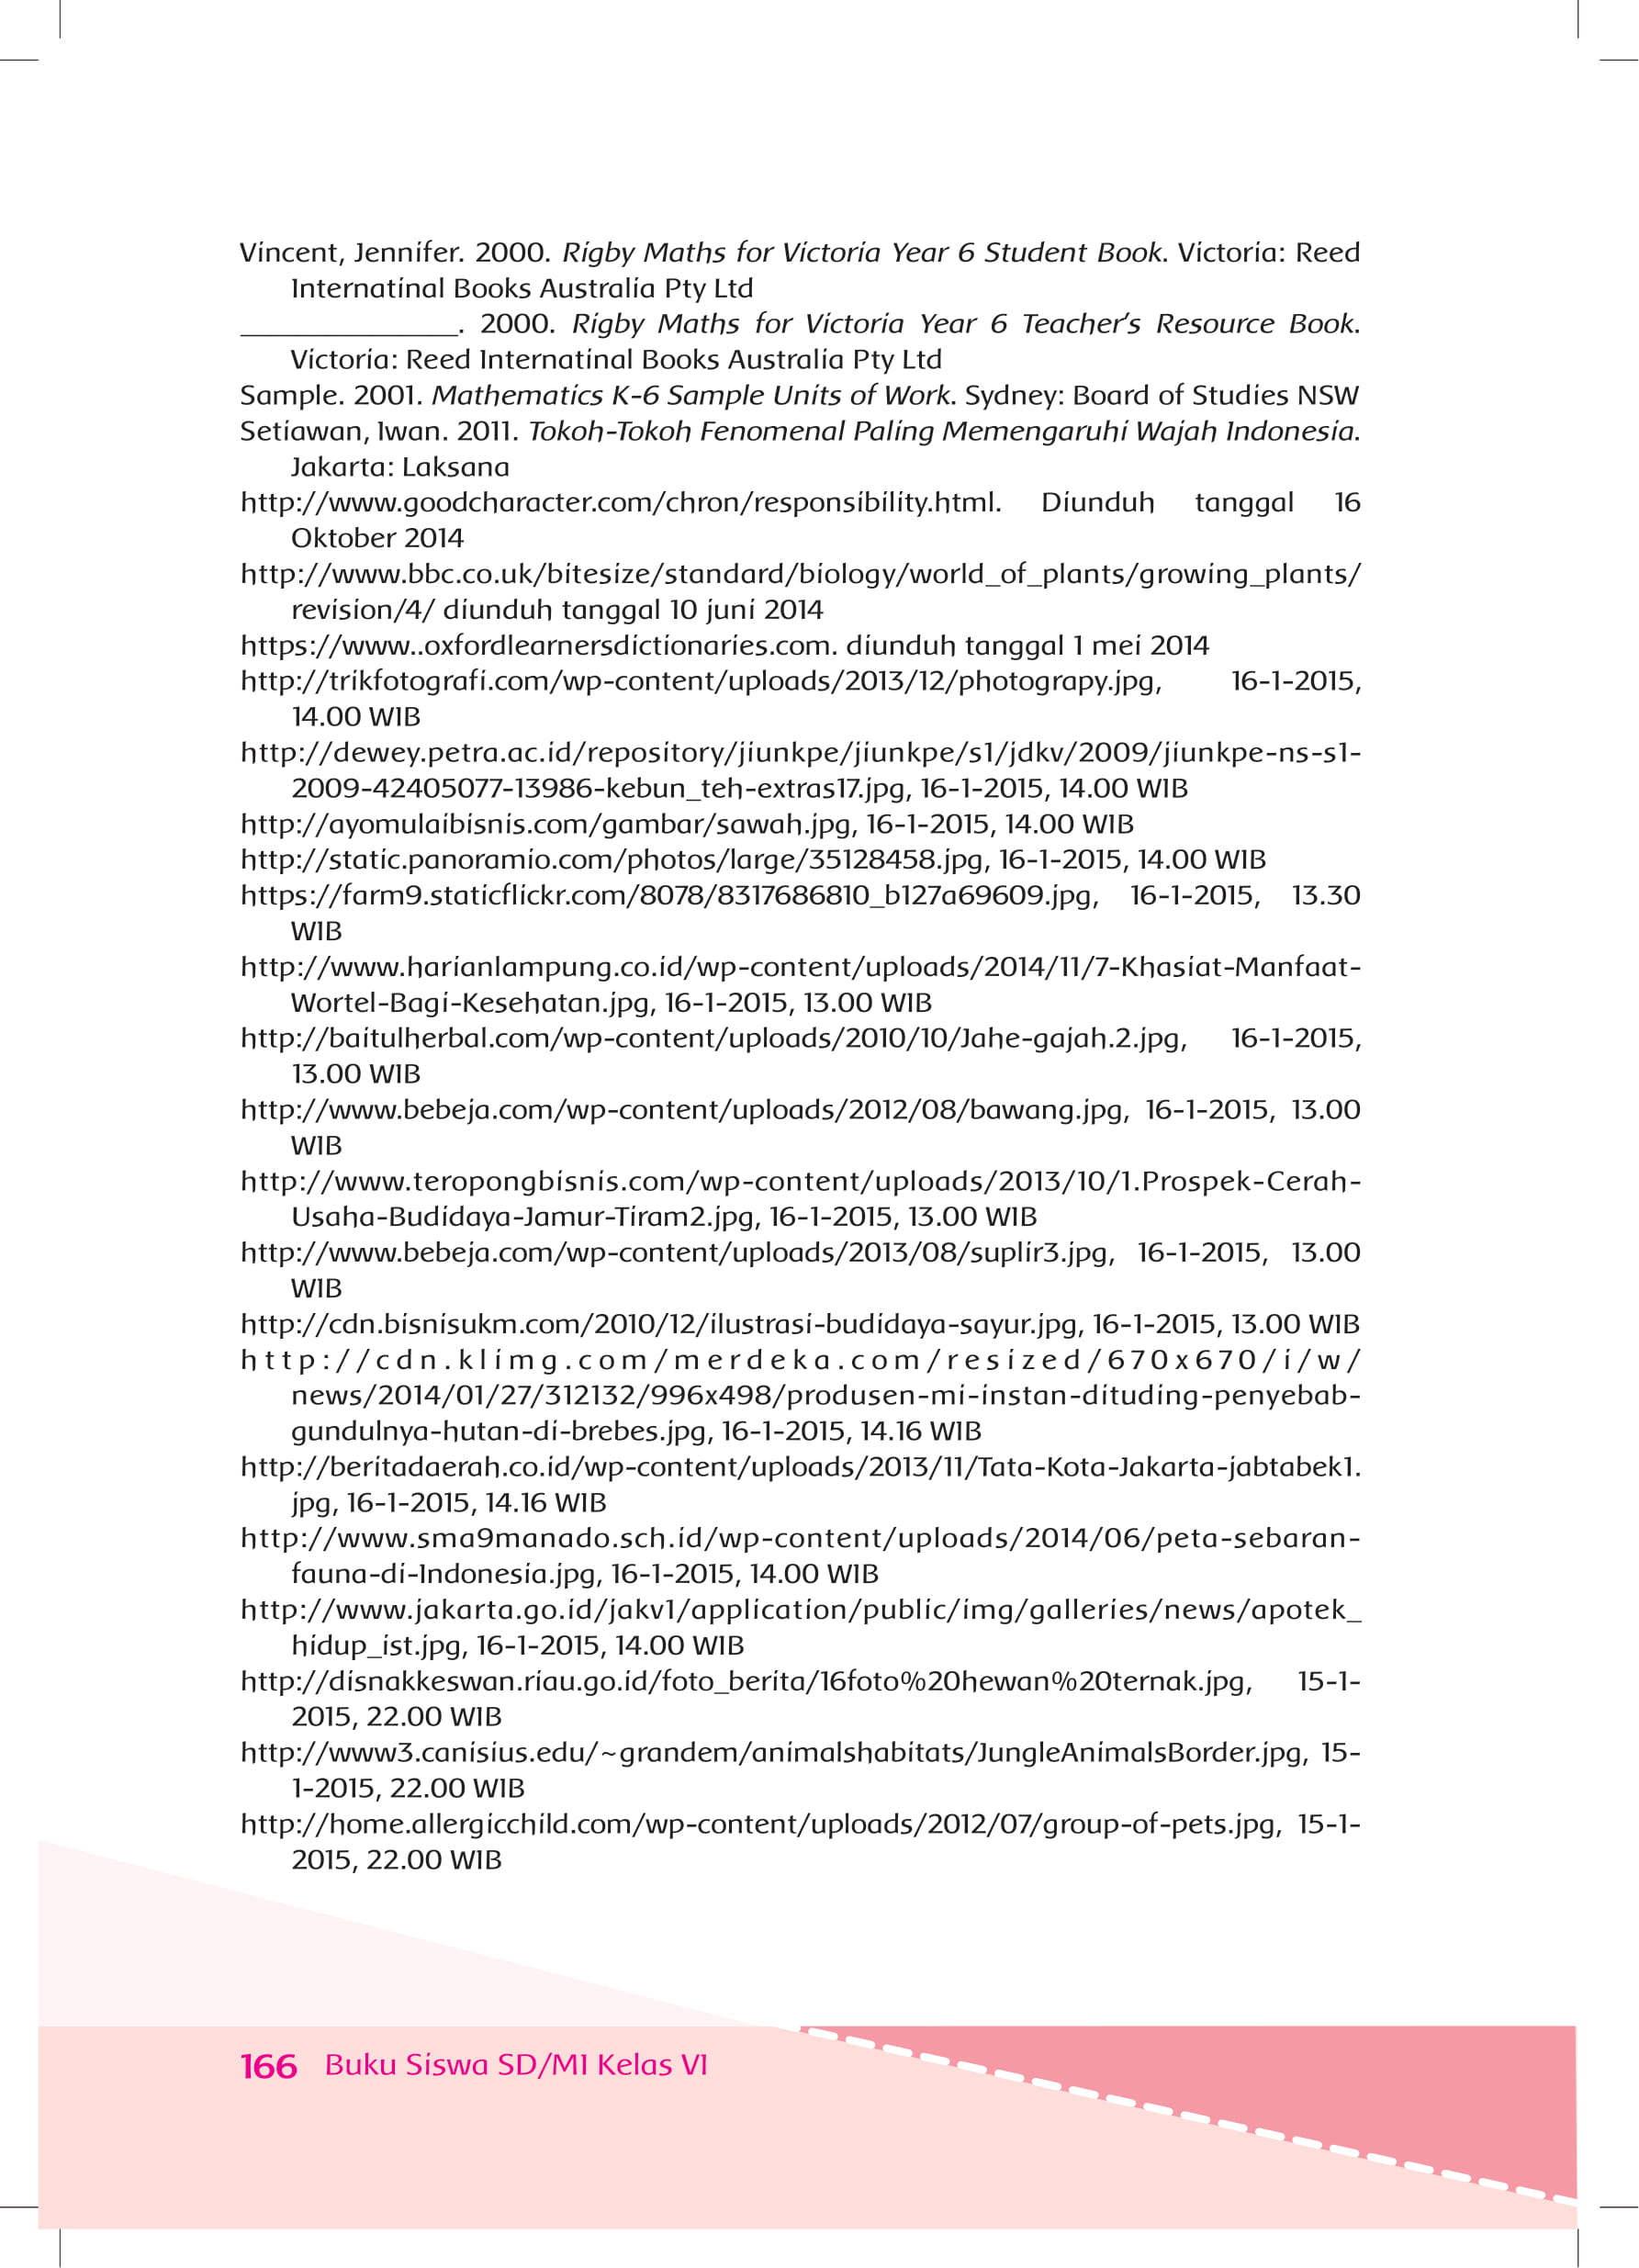 Vincent, Jennifer. 2000. Rigby Maths for Victoria Year 6 Student Book. Victoria: Reed
Internatinal Books Australia Pty Ltd
________________. 2000. Rigby Maths for Victoria Year 6 Teacher's Resource Book.
Victoria: Reed Internatinal Books Australia Pty Ltd
Sample. 2001. Mathematics K-6 Sample Units of Work. Sydney: Board of Studies NSW
Setiawan, Iwan. 2011. Tokoh-Tokoh Fenomenal Paling Memengaruhi Wajah Indonesia.
Jakarta: Laksana
http://www.goodcharacter.com/chron/responsibility.html. Diunduh tanggal 16
Oktober 2014
http://www.bbc.co.uk/bitesize/standard/biology/world_of_plants/growing_plants/
revision/4/ diunduh tanggal 10 juni 2014
https://www..oxfordlearnersdictionaries.com. diunduh tanggal 1 mei 2014
http://trikfotografi.com/wp-content/uploads/2013/12/photograpy.jpg, 16-1-2015,
14.00 WIB
http://dewey.petra.ac.id/repository/jiunkpe/jiunkpe/s1/jdkv/2009/jiunkpe-ns-s1-
2009-42405077-13986-kebun_teh-extras17.jpg, 16-1-2015, 14.00 WIB
http://ayomulaibisnis.com/gambar/sawah.jpg, 16-1-2015, 14.00 WIB
http://static.panoramio.com/photos/large/35128458.jpg, 16-1-2015, 14.00 WIB
https://farm9.staticflickr.com/8078/8317686810_b127a69609.jpg, 16-1-2015, 13.30
WIB
http://www.harianlampung.co.id/wp-content/uploads/2014/11/7-Khasiat-Manfaat-
Wortel-Bagi-Kesehatan.jpg, 16-1-2015, 13.00 WIB
http://baitulherbal.com/wp-content/uploads/2010/10/Jahe-gajah.2.jpg, 16-1-2015,
13.00 WIB
http://www.bebeja.com/wp-content/uploads/2012/08/bawang.jpg, 16-1-2015, 13.00
WIB
http://www.teropongbisnis.com/wp-content/uploads/2013/10/1.Prospek-Cerah-
Usaha-Budidaya-Jamur-Tiram2.jpg, 16-1-2015, 13.00 WIB
http://www.bebeja.com/wp-content/uploads/2013/08/suplir3.jpg, 16-1-2015, 13.00
WIB
http://cdn.bisnisukm.com/2010/12/ilustrasi-budidaya-sayur.jpg, 16-1-2015, 13.00 WIB
http://cdn.klimg.com/merdeka.com/resized/670x670/i/w/
news/2014/01/27/312132/996x498/produsen-mi-instan-dituding-penyebab-
gundulnya-hutan-di-brebes.jpg, 16-1-2015, 14.16 WIB
http://beritadaerah.co.id/wp-content/uploads/2013/11/Tata-Kota-Jakarta-jabtabek1.
jpg, 16-1-2015, 14.16 WIB
http://www.sma9manado.sch.id/wp-content/uploads/2014/06/peta-sebaran-
fauna-di-Indonesia.jpg, 16-1-2015, 14.00 WIB
http://www.jakarta.go.id/jakv1/application/public/img/galleries/news/apotek_
hidup_ist.jpg, 16-1-2015, 14.00 WIB
http://disnakkeswan.riau.go.id/foto_berita/16foto%20hewan%20ternak.jpg, 15-1-
2015, 22.00 WIB
http://www3.canisius.edu/~grandem/animalshabitats/JungleAnimalsBorder.jpg, 15-
1-2015, 22.00 WIB
http://home.allergicchild.com/wp-content/uploads/2012/07/group-of-pets.jpg, 15-1-
2015, 22.00 WIB
166 Buku Siswa SD/MI Kelas VI